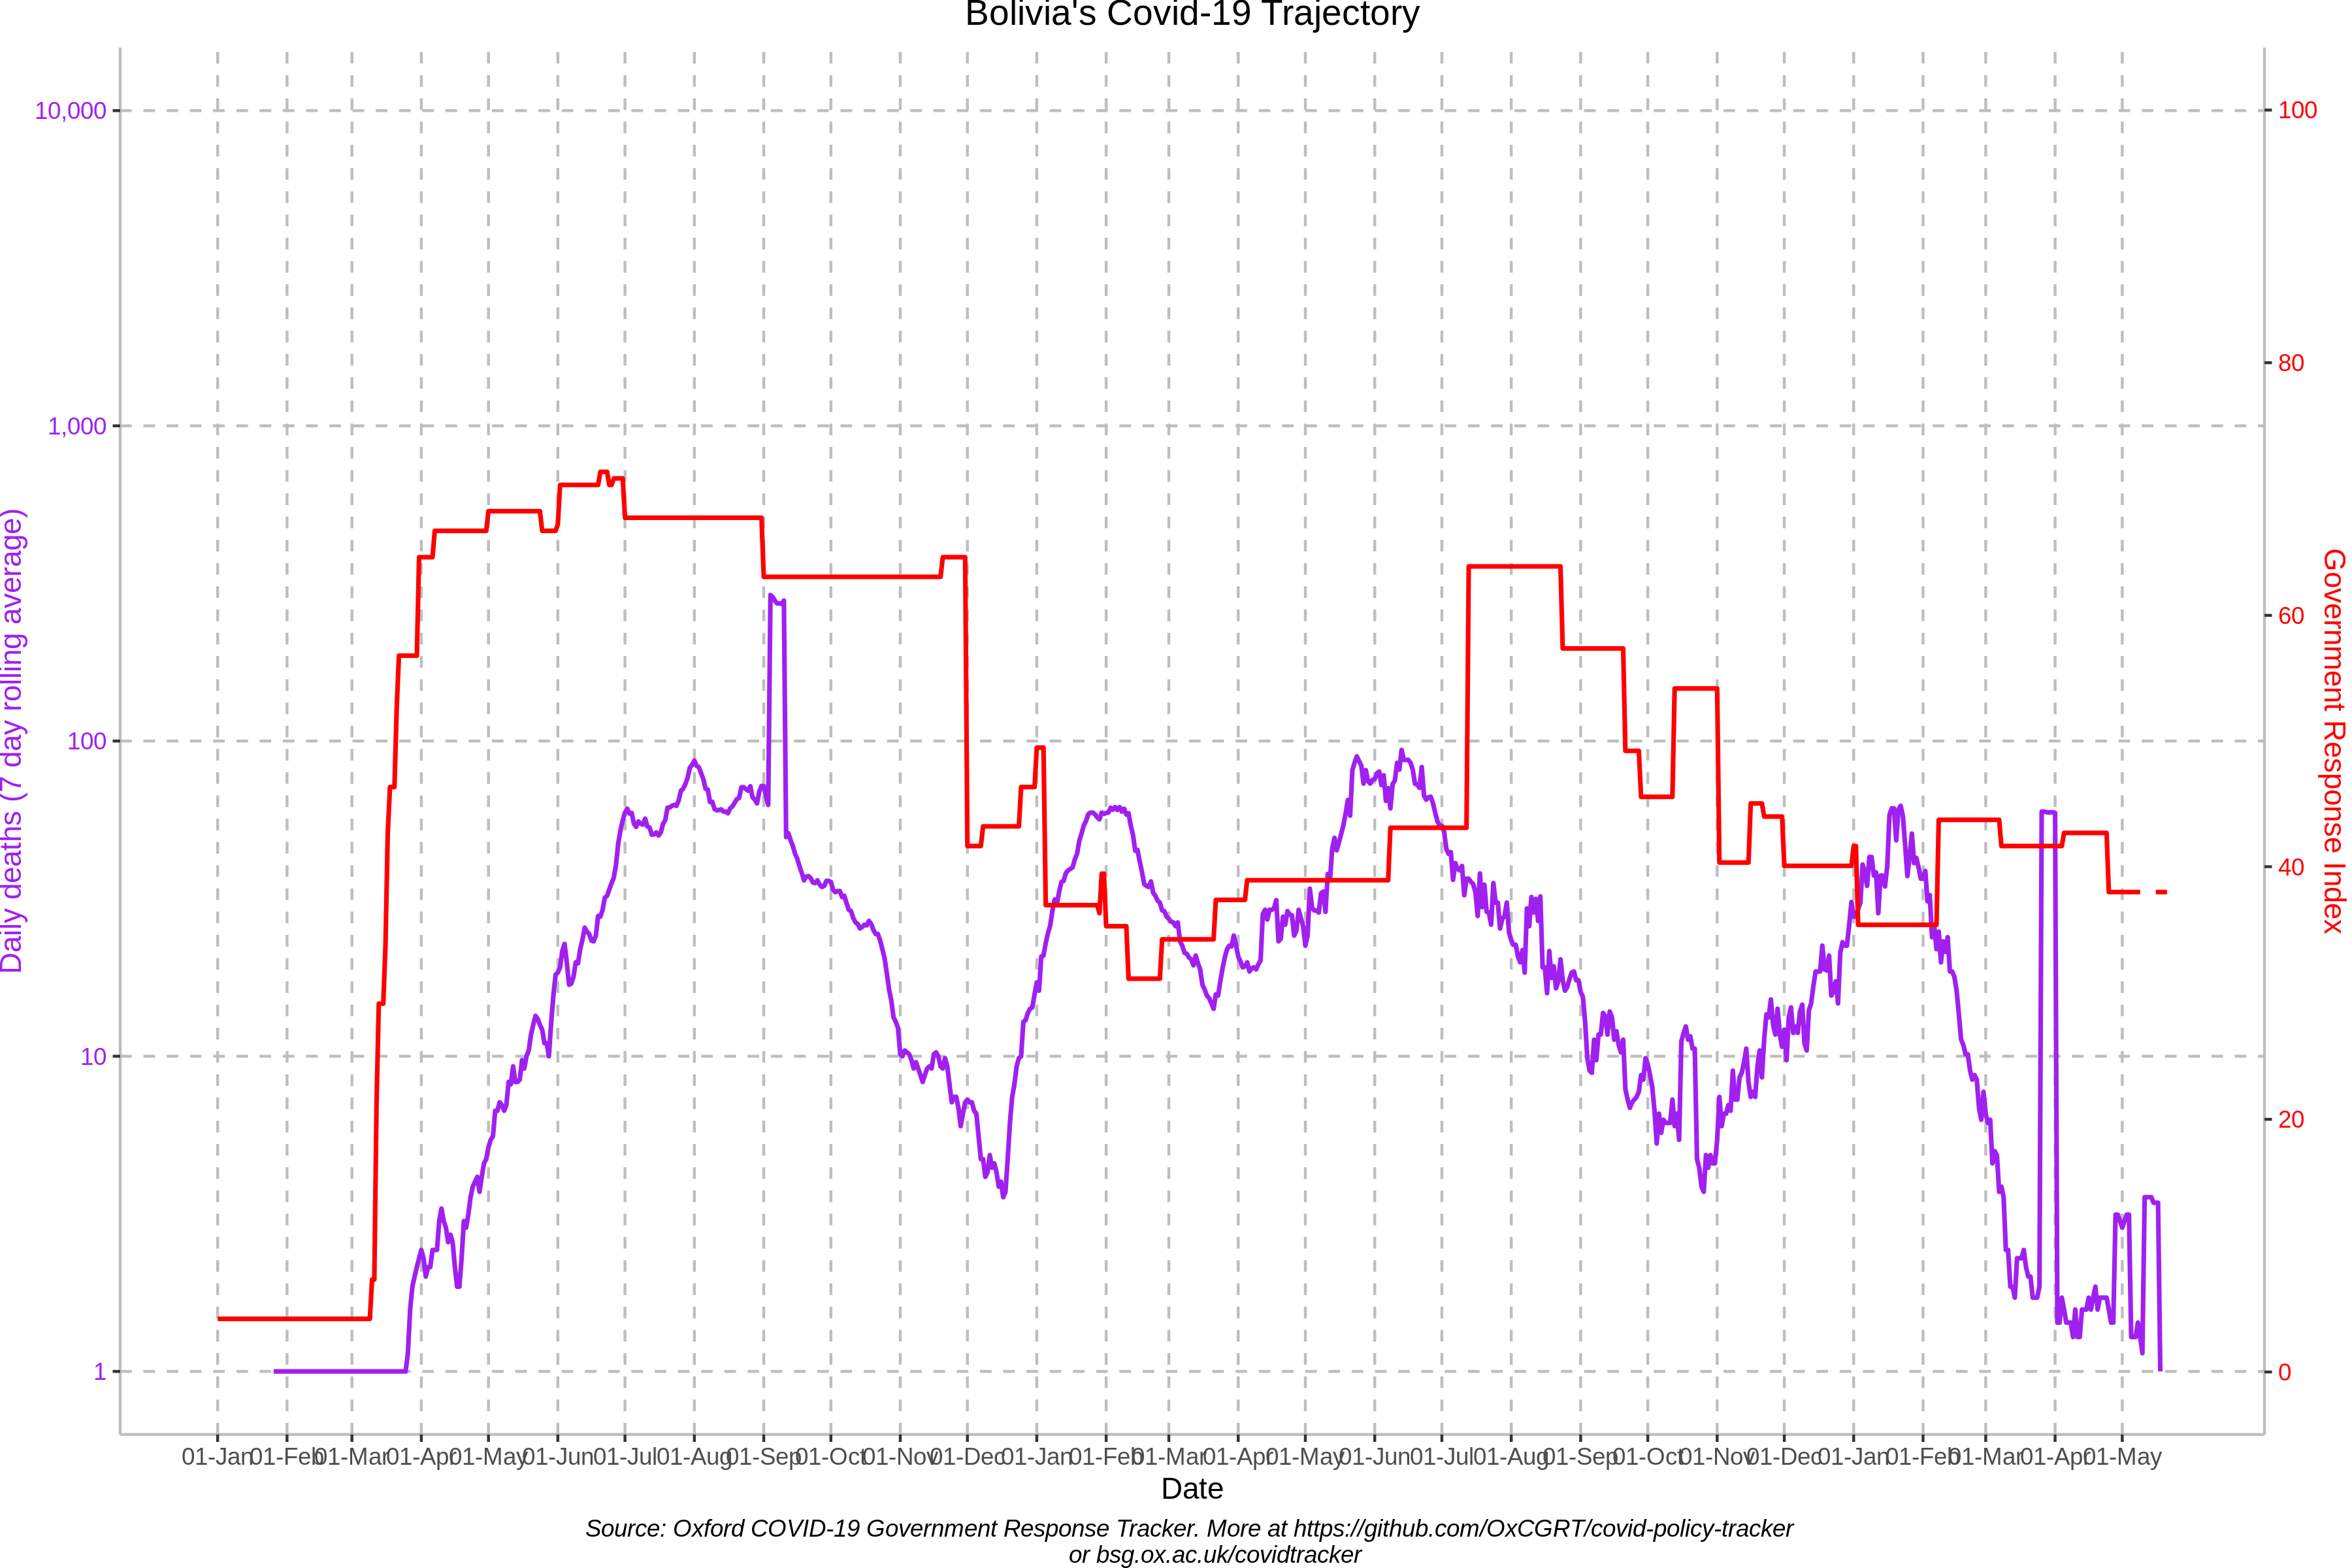 Bolivia's Covid-19 Trajectory
10,000
1,000
100
10
1
Daily deaths (7 day rolling average)
100
80
60
40
20
0
Government Response Index
01-Jan 01-Feb 01-Mar 01-Apr 01-May 01-Jun 01-Jul 01-Aug 01-Sep 01-Oct 01-Nov 01-Dec 01-Jan 01-Feb 01-Mar 01-Apr 01-May 01-Jun 01-Jul 01-Aug 01-Sep 01-Oct 01-Nov 01-Dec 01-Jan 01-Feb 01-Mar 01-Apr 01-May
Date
Source: Oxford COVID-19 Government Response Tracker. More at https://github.com/OxCGRT/covid-policy-tracker
or bsg.ox.ac.uk/covidtracker